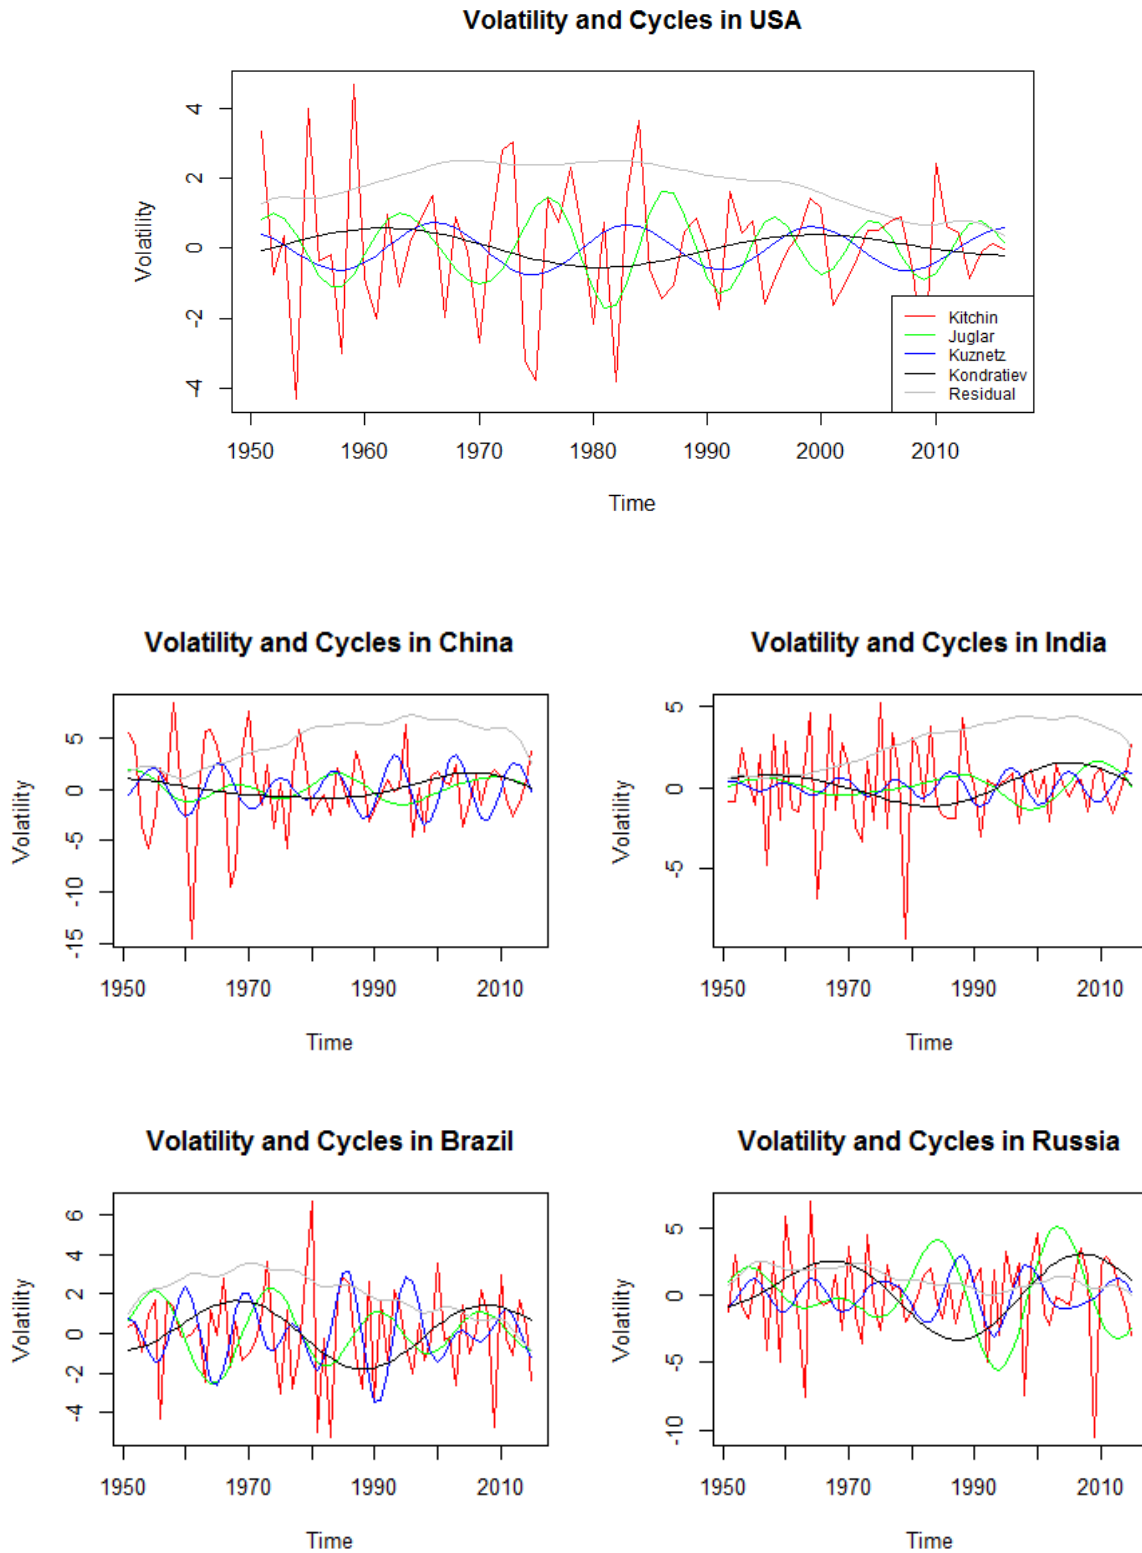 Volatility and Cycles in USA
4
2
0
-2
-4
Volatility
Kitchin
Juglar
Kuznetz
Kondratiev
Residual
1950 1960 1970 1980 1990 2000 2010
Time
Volatility and Cycles in China
5
0
-5
-10
-15
Volatility
1950 1970 1990 2010
Time
Volatility and Cycles in India
5
0
-5
Volatility
1950 1970 1990 2010
Time
Volatility and Cycles in Brazil
6
4
2
0
-2
-4
Volatility
1950 1970 1990 2010
Time
Volatility and Cycles in Russia
5
0
-5
-10
Volatility
1950 1970 1990 2010
Time